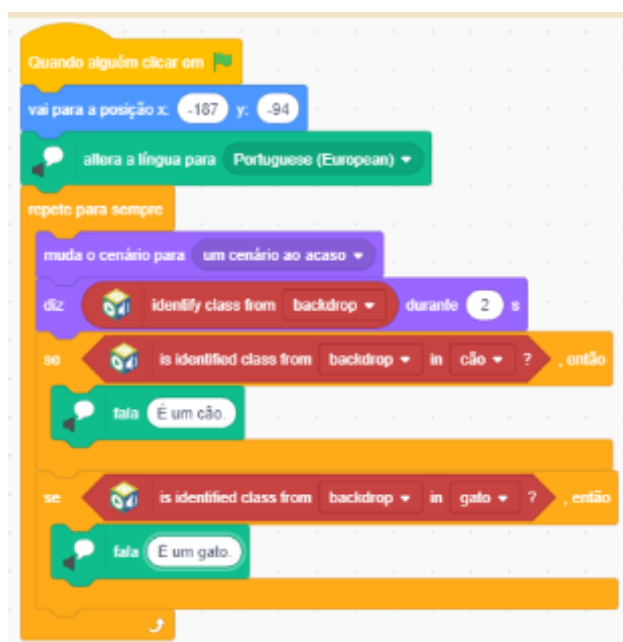 Quando alguém clicar em
vai para a posição x: -187 y: -94
altera a língua para Portuguese (European)
repete para sempre
muda o cenário para um cenário ao acaso
diz identify class from backdrop durante 2 s
se is identified class from backdrop in cão ? , então
fala É um cão.
se is identified class from backdrop in gato ? , então
fala E um gato.